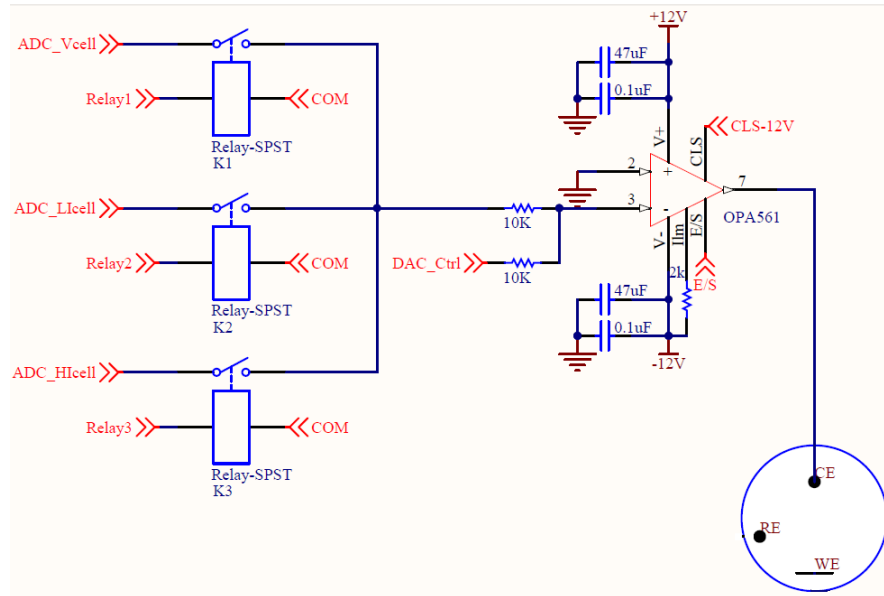 ADC_Vcell
Relay1
COM
Relay-SPST
K1
ADC_LIcell
Relay2
COM
Relay-SPST
K2
ADC_HIcell
Relay3
COM
Relay-SPST
K3
10K
DAC_Ctrl
10K
+12V
47uF
0.1uF
V+
CLS
CLS-12V
2
+
3
-
7
OPA561
V-
Ilm
E/S
2k
E/S
47uF
0.1uF
-12V
CE
RE
WE